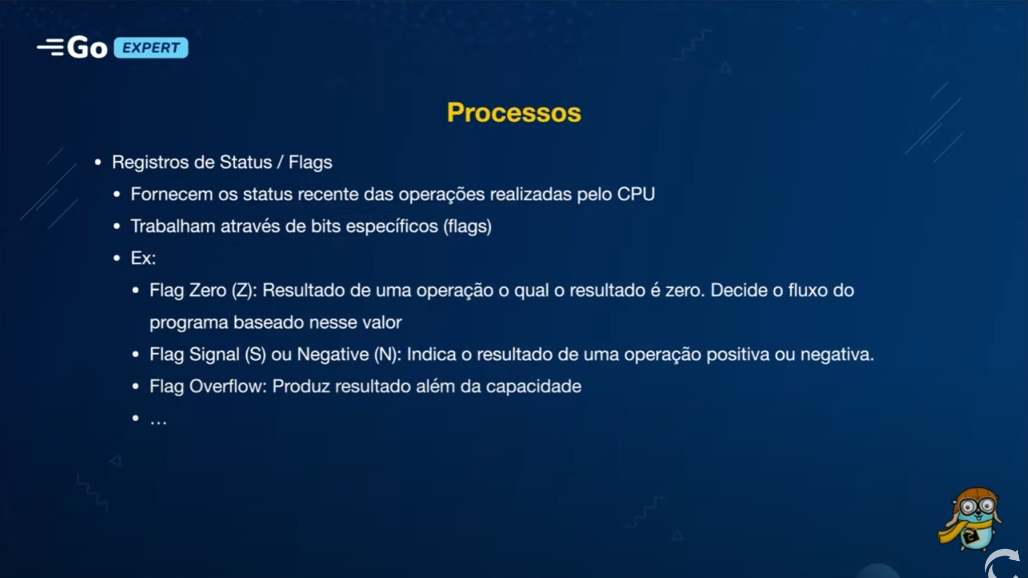 Go EXPERT
Processos
• Registros de Status / Flags
• Fornecem os status recente das operações realizadas pelo CPU
• Trabalham através de bits específicos (flags)
• Ex:
• Flag Zero (Z): Resultado de uma operação o qual o resultado é zero. Decide o fluxo do
programa baseado nesse valor
• Flag Signal (S) ou Negative (N): Indica o resultado de uma operação positiva ou negativa.
• Flag Overflow: Produz resultado além da capacidade
• …